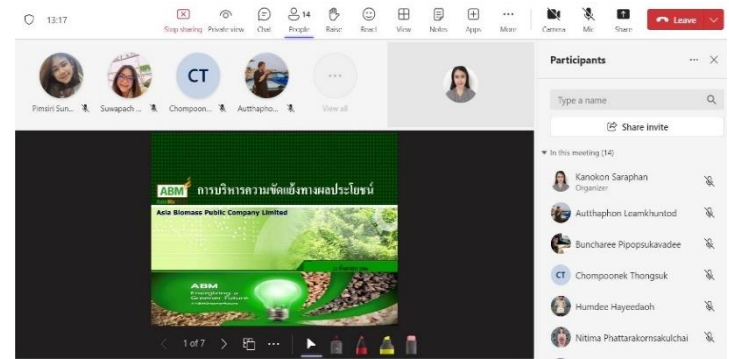 13:17
Stop sharing
Private view
Chat
14
People
Raise
React
View
Notes
Apps
More
Camera
Mic
Share
Leave
Participants
Type a name
Share invite
In this meeting (14)
Kanokon Saraphan
Organizer
Autthaphon Leamkhuntod
Buncharee Pipopsukavadee
CT
Chompoonek Thongsuk
Humdee Hayeedaoh
Nitima Phattarakornsakulchai
CT
Pimsiri Sun...
Suwapach ...
Chompoon...
Autthapho...
View all
ABM
การบริหารความขัดแย้งทางผลประโยชน์
Asia Biomass Public Company Limited
ABM
Energizing a
Greener Future
1 of 7